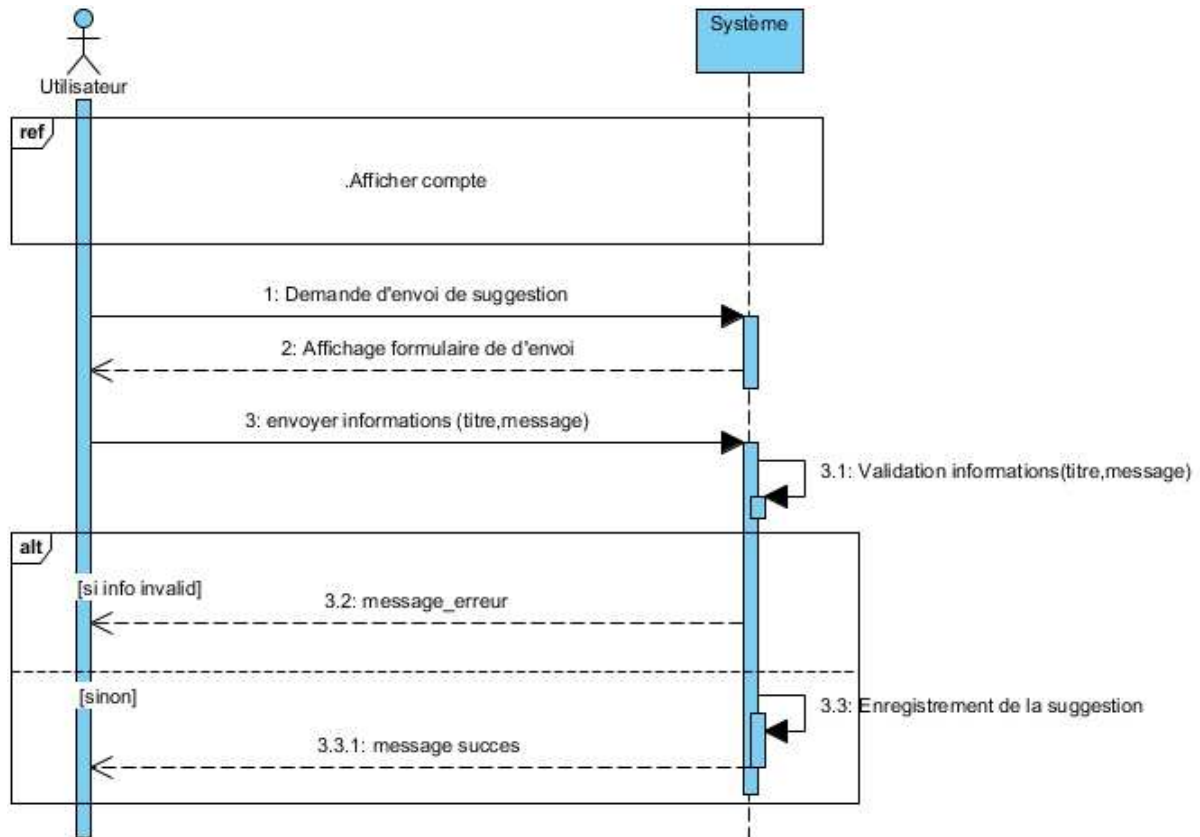 Système
Utilisateur
ref
.Afficher compte
1: Demande d'envoi de suggestion
2: Affichage formulaire de d'envoi
3: envoyer informations (titre,message)
3.1: Validation informations(titre,message)
alt
[si info invalid]
3.2: message_erreur
[sinon]
3.3: Enregistrement de la suggestion
3.3.1: message succes